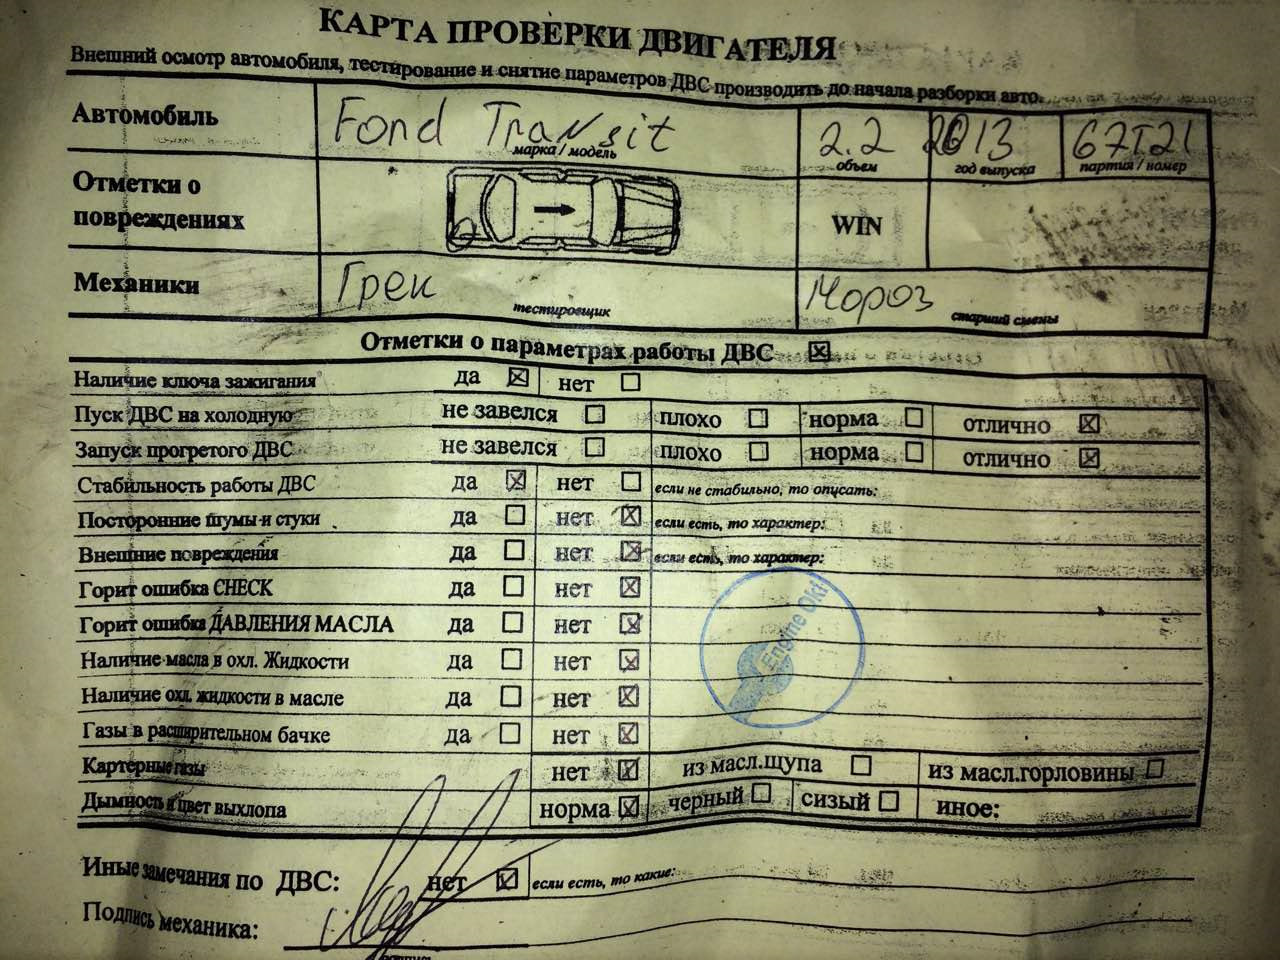 КАРТА ПРОВЕРКИ ДВИГАТЕЛЯ
Внешний осмотр автомобиля, тестирование и снятие параметров ДВС производить до начала разборки авто.
Автомобиль Ford Transit 2.2 2013 67T21
марка / модель объем год выпуска партия / номер
Отметки о
повреждениях WIN
Механики Грек Мороз
тестировщик старший смены
Отметки о параметрах работы ДВС
Наличие ключа зажигания да нет
Пуск ДВС на холодную не завелся плохо норма отлично
Запуск прогретого ДВС не завелся плохо норма отлично
Стабильность работы ДВС да нет если не стабильно, то описать:
Посторонние шумы и стуки да нет если есть, то характер:
Внешние повреждения да нет если есть, то характер:
Горит ошибка CHECK да нет
Горит ошибка ДАВЛЕНИЯ МАСЛА да нет
Наличие масла в охл. Жидкости да нет
Наличие охл. жидкости в масле да нет
Газы в расширительном бачке да нет
Картерные газы нет из масл.щупа из масл.горловины
Дымность и цвет выхлопа норма черный сизый иное:
Engine Ok!
Иные замечания по ДВС: нет если есть, то какие:
Подпись механика: